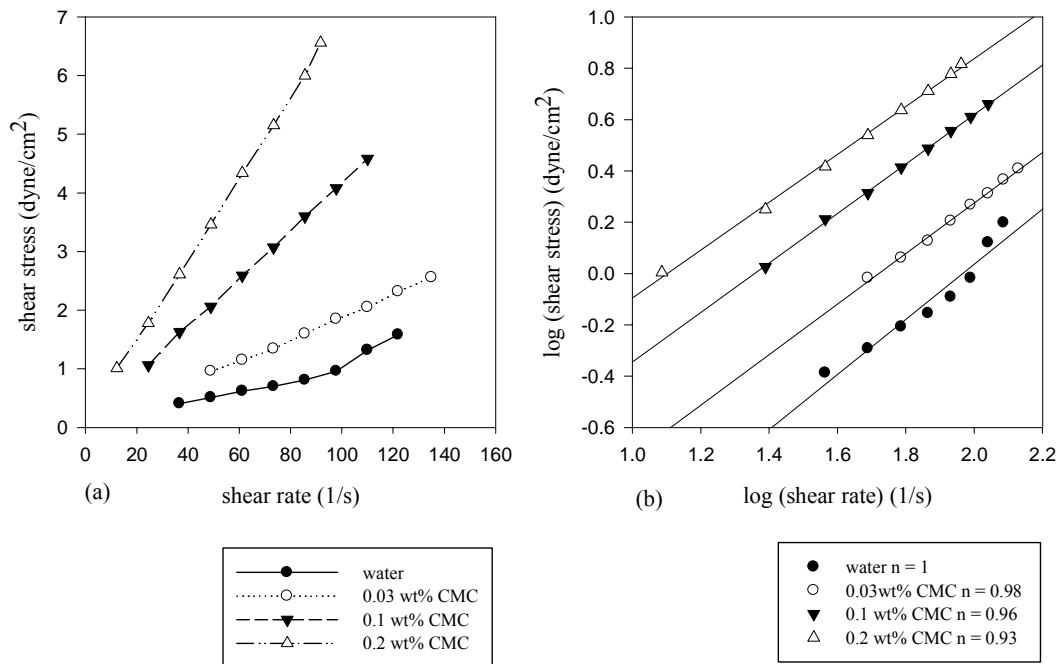 shear stress (dyne/cm²)
7
6
5
4
3
2
1
0
0 20 40 60 80 100 120 140 160
(a) shear rate (1/s)
log (shear stress) (dyne/cm²)
1.0
0.8
0.6
0.4
0.2
0.0
-0.2
-0.4
-0.6
1.0 1.2 1.4 1.6 1.8 2.0 2.2
(b) log (shear rate) (1/s)
water
0.03 wt% CMC
0.1 wt% CMC
0.2 wt% CMC
water n = 1
0.03wt% CMC n = 0.98
0.1 wt% CMC n = 0.96
0.2 wt% CMC n = 0.93